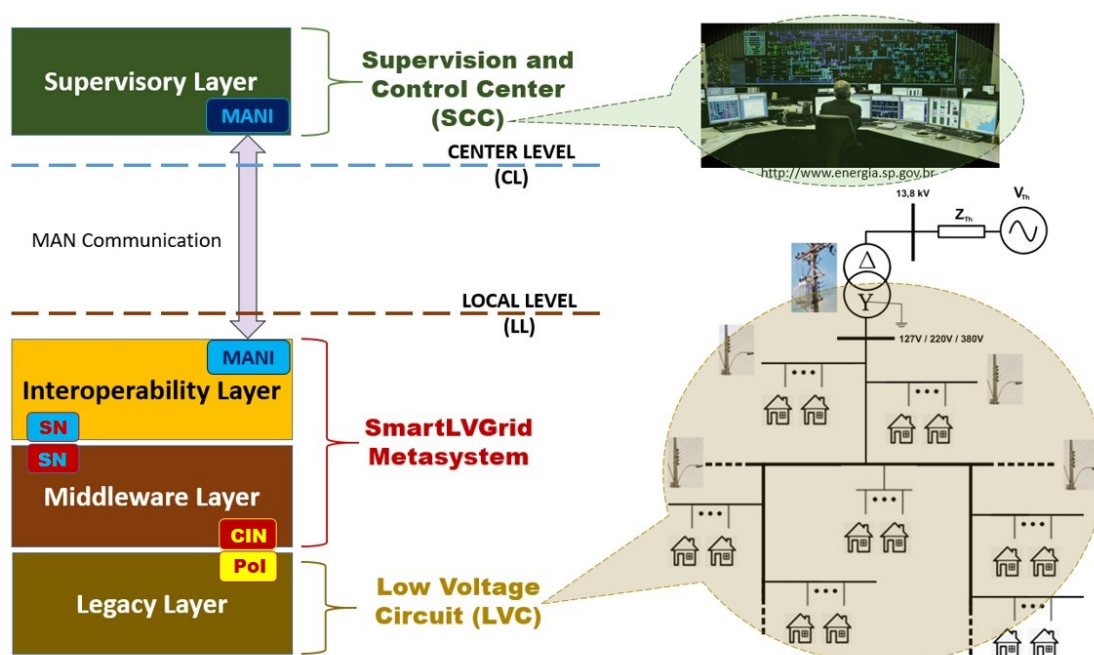 Supervisory Layer
MANI
Supervision and
Control Center
(SCC)
http://www.energia.sp.gov.br
CENTER LEVEL
(CL)
MAN Communication
LOCAL LEVEL
(LL)
13,8 kV
Z Th
V Th
Δ
Y
127V / 220V / 380V
MANI
Interoperability Layer
SN
SN
Middleware Layer
CIN
SmartLVGrid
Metasystem
PoI
Legacy Layer
Low Voltage
Circuit (LVC)